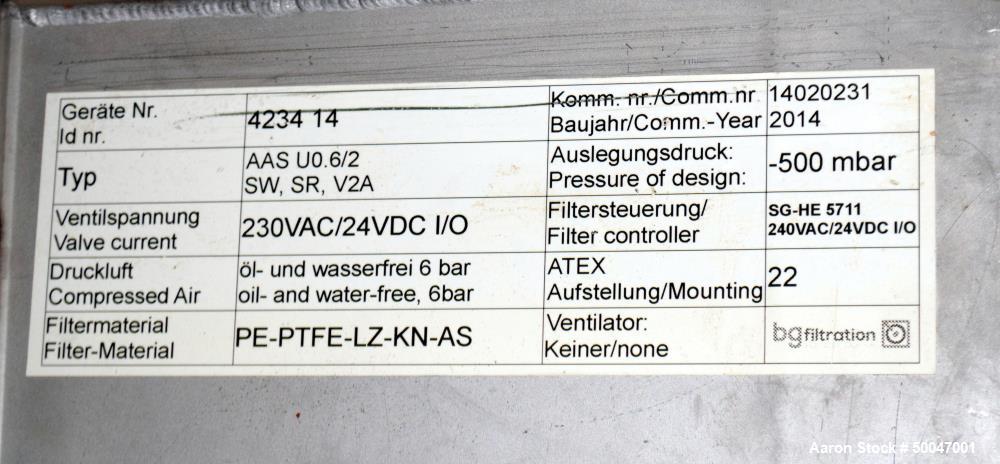 Geräte Nr.
Id nr.
4234 14
Komm. nr./Comm.nr
Baujahr/Comm.-Year
14020231
2014
Typ
AAS U0.6/2
SW, SR, V2A
Auslegungsdruck:
Pressure of design:
-500 mbar
Ventilspannung
Valve current
230VAC/24VDC I/O
Filtersteuerung/
Filter controller
SG-HE 5711
240VAC/24VDC I/O
Druckluft
Compressed Air
öl- und wasserfrei 6 bar
oil- and water-free, 6bar
ATEX
Aufstellung/Mounting
22
Filtermaterial
Filter-Material
PE-PTFE-LZ-KN-AS
Ventilator:
Keiner/none
bgfiltration
Aaron Stock # 50047001